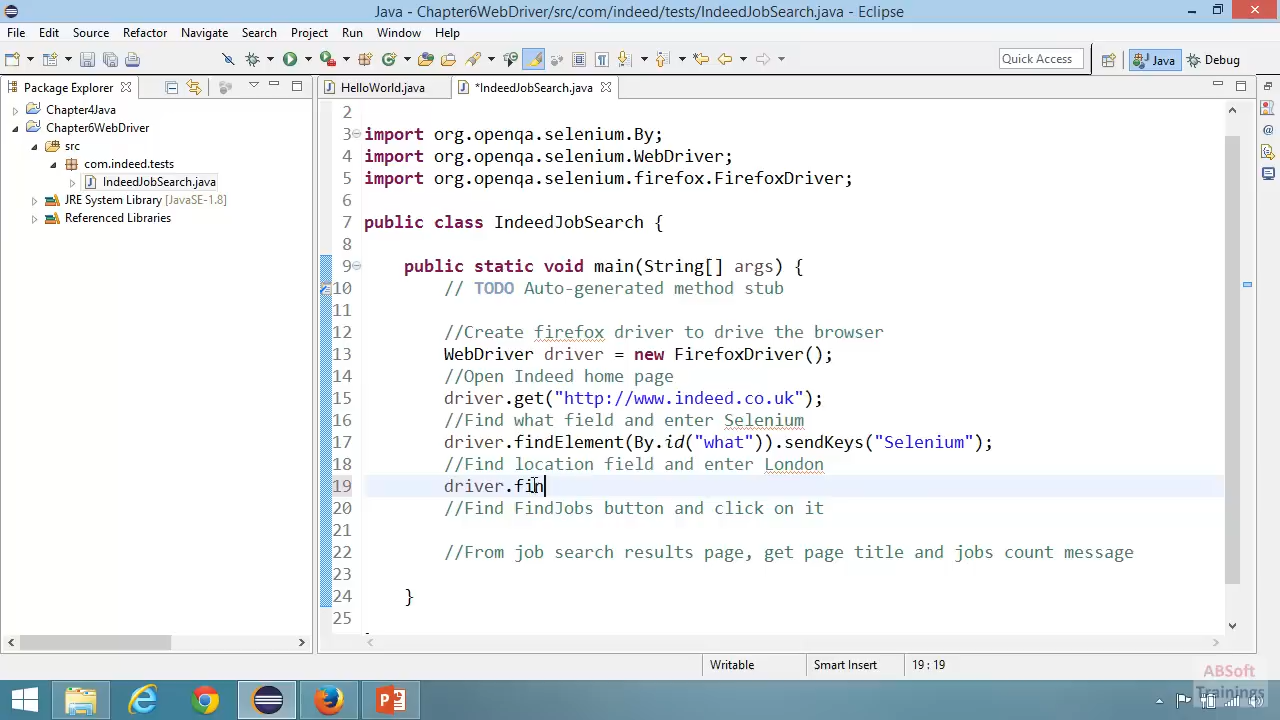 Java - Chapter6WebDriver/src/com/indeed/tests/IndeedJobSearch.java - Eclipse
File Edit Source Refactor Navigate Search Project Run Window Help
Quick Access Java Debug
Package Explorer
HelloWorld.java *IndeedJobSearch.java
Chapter4Java
Chapter6WebDriver
src
com.indeed.tests
IndeedJobSearch.java
JRE System Library [JavaSE-1.8]
Referenced Libraries
2
3 import org.openqa.selenium.By;
4 import org.openqa.selenium.WebDriver;
5 import org.openqa.selenium.firefox.FirefoxDriver;
6
7 public class IndeedJobSearch {
8
9 public static void main(String[] args) {
10 // TODO Auto-generated method stub
11
12 //Create firefox driver to drive the browser
13 WebDriver driver = new FirefoxDriver();
14 //Open Indeed home page
15 driver.get("http://www.indeed.co.uk");
16 //Find what field and enter Selenium
17 driver.findElement(By.id("what")).sendKeys("Selenium");
18 //Find location field and enter London
19 driver.fin
20 //Find FindJobs button and click on it
21
22 //From job search results page, get page title and jobs count message
23
24 }
25
Writable Smart Insert 19 : 19
ABSoft
Trainings